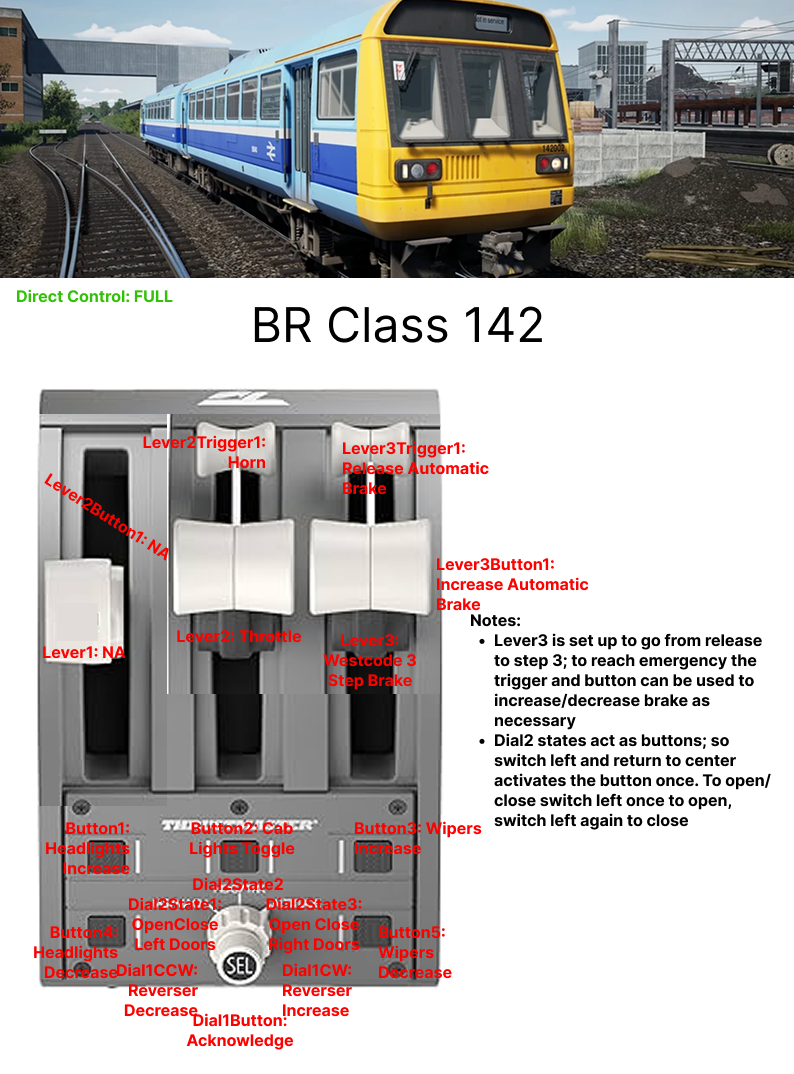 Not in service
142002
Direct Control: FULL
BR Class 142
Lever2Trigger1:
Horn
Lever3Trigger1:
Release Automatic
Brake
Lever2Button1: NA
Lever3Button1:
Increase Automatic
Brake
Lever1: NA
Lever2: Throttle
Lever3:
Westcode 3
Step Brake
Notes:
• Lever3 is set up to go from release
to step 3; to reach emergency the
trigger and button can be used to
increase/decrease brake as
necessary
• Dial2 states act as buttons; so
switch left and return to center
activates the button once. To open/
close switch left once to open,
switch left again to close
THRUSTMASTER
Button1:
Headlights
Increase
Button2: Cab
Lights Toggle
Button3: Wipers
Increase
Dial2State2
Dial2State1:
OpenClose
Left Doors
Dial2State3:
Open Close
Right Doors
Button4:
Headlights
Decrease
Button5:
Wipers
Decrease
SEL
Dial1CCW:
Reverser
Decrease
Dial1CW:
Reverser
Increase
Dial1Button:
Acknowledge